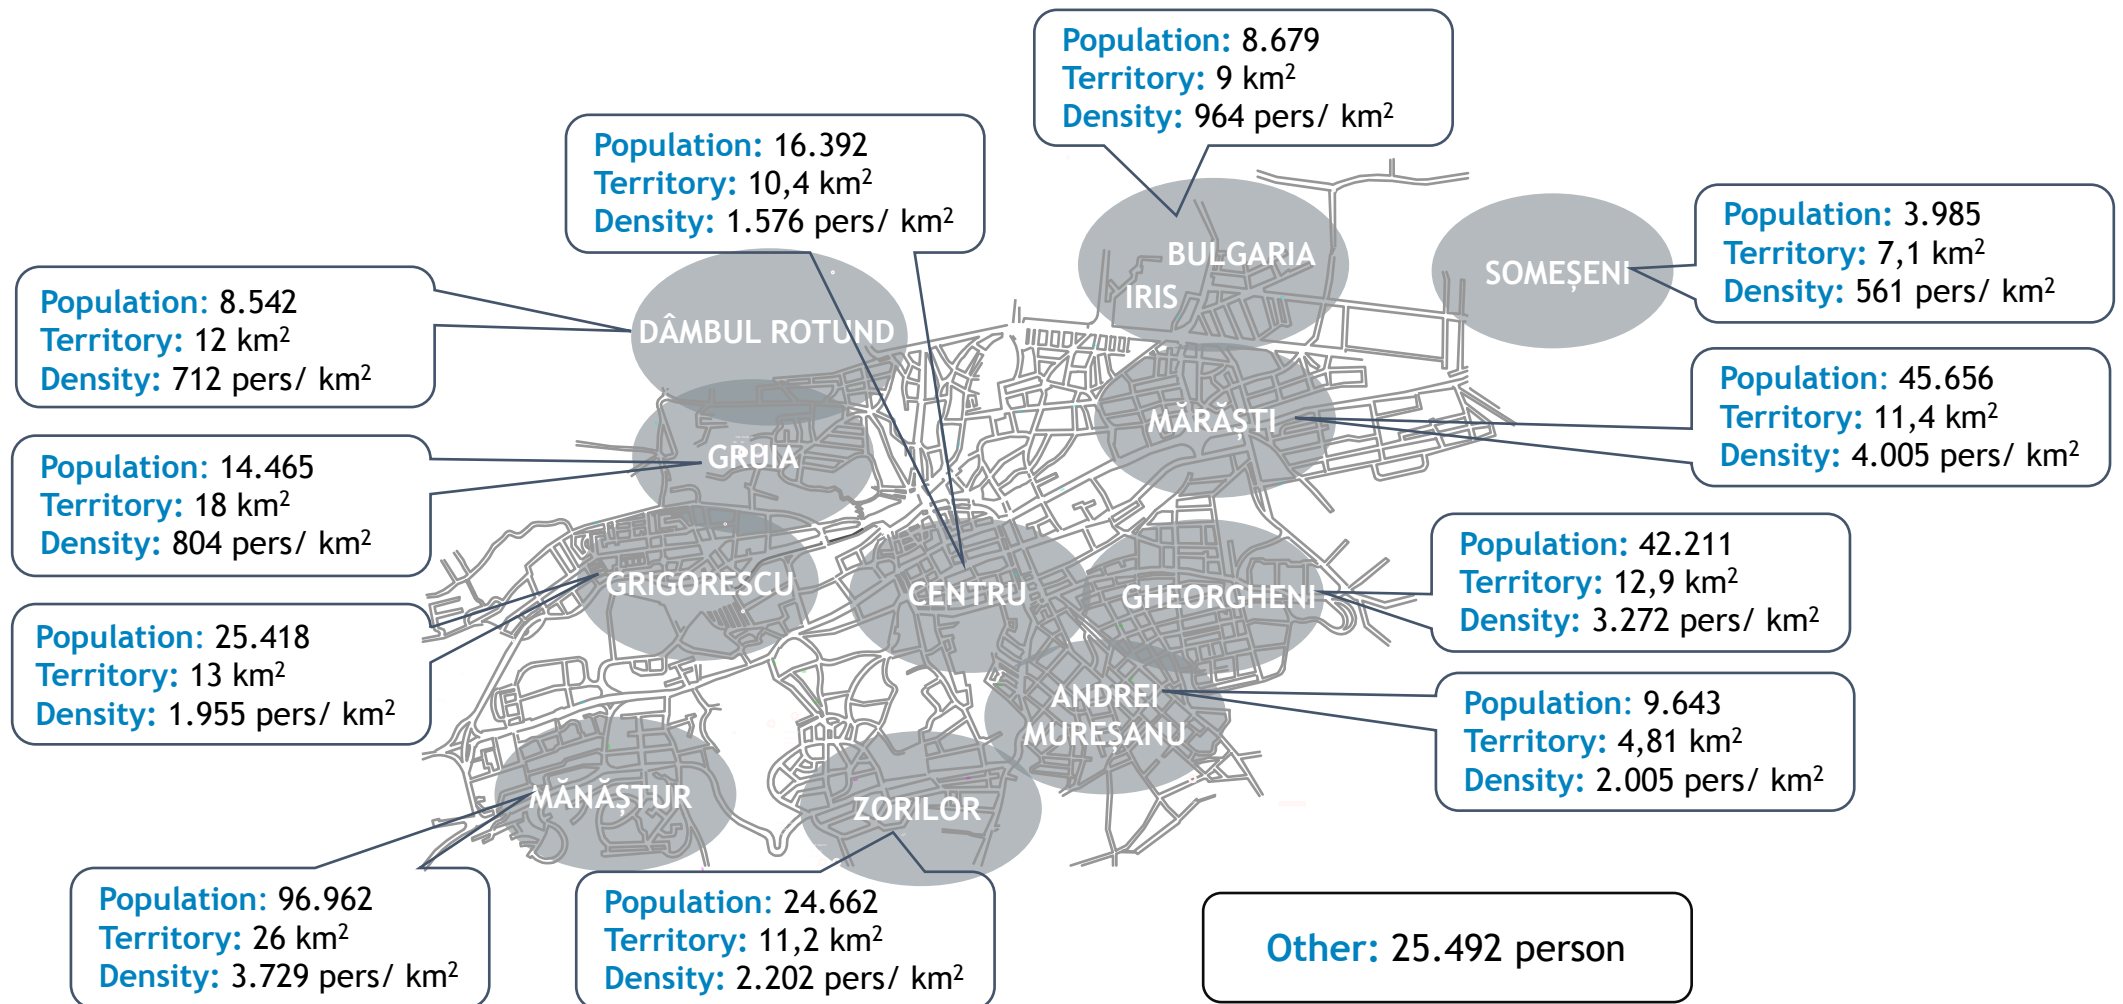 Population: 8.679
Territory: 9 km²
Density: 964 pers/ km²
Population: 16.392
Territory: 10,4 km²
Density: 1.576 pers/ km²
BULGARIA
IRIS
SOMEȘENI
Population: 3.985
Territory: 7,1 km²
Density: 561 pers/ km²
Population: 8.542
Territory: 12 km²
Density: 712 pers/ km²
DÂMBUL ROTUND
MĂRĂȘTI
Population: 45.656
Territory: 11,4 km²
Density: 4.005 pers/ km²
Population: 14.465
Territory: 18 km²
Density: 804 pers/ km²
GRUIA
Population: 25.418
Territory: 13 km²
Density: 1.955 pers/ km²
GRIGORESCU
CENTRU
GHEORGHENI
Population: 42.211
Territory: 12,9 km²
Density: 3.272 pers/ km²
ANDREI
MUREȘANU
Population: 9.643
Territory: 4,81 km²
Density: 2.005 pers/ km²
MĂNĂȘTUR
ZORILOR
Population: 96.962
Territory: 26 km²
Density: 3.729 pers/ km²
Population: 24.662
Territory: 11,2 km²
Density: 2.202 pers/ km²
Other: 25.492 person